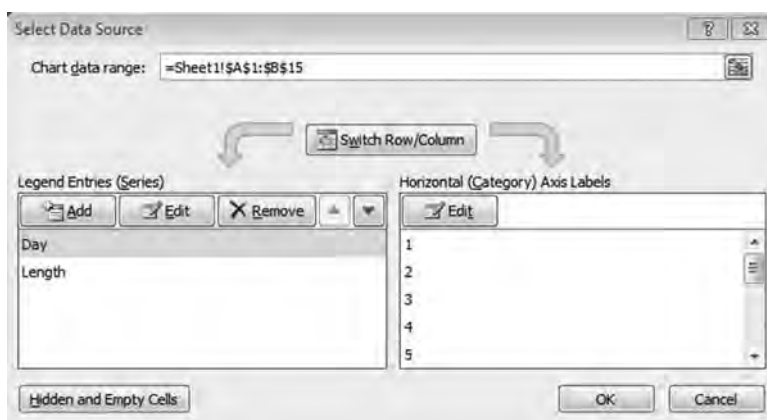 Select Data Source
Chart data range: =Sheet1!$A$1:$B$15
Switch Row/Column
Legend Entries (Series)
Add Edit Remove
Day
Length
Horizontal (Category) Axis Labels
Edit
1
2
3
4
5
Hidden and Empty Cells
OK Cancel